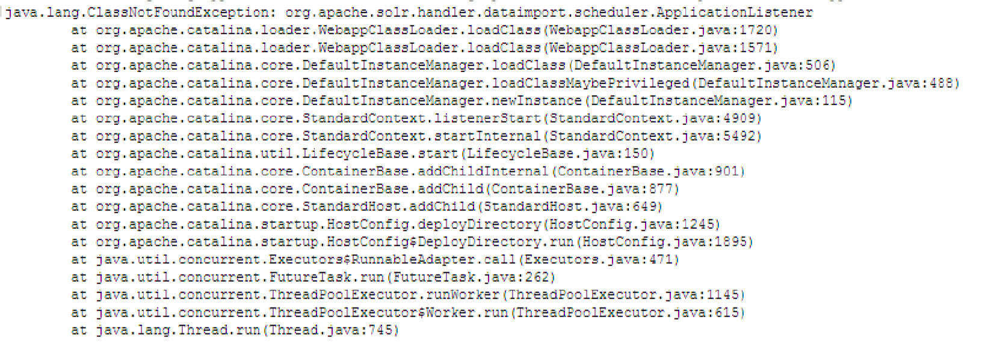 java.lang.ClassNotFoundException: org.apache.solr.handler.dataimport.scheduler.ApplicationListener
at org.apache.catalina.loader.WebappClassLoader.loadClass(WebappClassLoader.java:1720)
at org.apache.catalina.loader.WebappClassLoader.loadClass(WebappClassLoader.java:1571)
at org.apache.catalina.core.DefaultInstanceManager.loadClass(DefaultInstanceManager.java:506)
at org.apache.catalina.core.DefaultInstanceManager.loadClassMaybePrivileged(DefaultInstanceManager.java:488)
at org.apache.catalina.core.DefaultInstanceManager.newInstance(DefaultInstanceManager.java:115)
at org.apache.catalina.core.StandardContext.listenerStart(StandardContext.java:4909)
at org.apache.catalina.core.StandardContext.startInternal(StandardContext.java:5492)
at org.apache.catalina.util.LifecycleBase.start(LifecycleBase.java:150)
at org.apache.catalina.core.ContainerBase.addChildInternal(ContainerBase.java:901)
at org.apache.catalina.core.ContainerBase.addChild(ContainerBase.java:877)
at org.apache.catalina.core.StandardHost.addChild(StandardHost.java:649)
at org.apache.catalina.startup.HostConfig.deployDirectory(HostConfig.java:1245)
at org.apache.catalina.startup.HostConfig$DeployDirectory.run(HostConfig.java:1895)
at java.util.concurrent.Executors$RunnableAdapter.call(Executors.java:471)
at java.util.concurrent.FutureTask.run(FutureTask.java:262)
at java.util.concurrent.ThreadPoolExecutor.runWorker(ThreadPoolExecutor.java:1145)
at java.util.concurrent.ThreadPoolExecutor$Worker.run(ThreadPoolExecutor.java:615)
at java.lang.Thread.run(Thread.java:745)